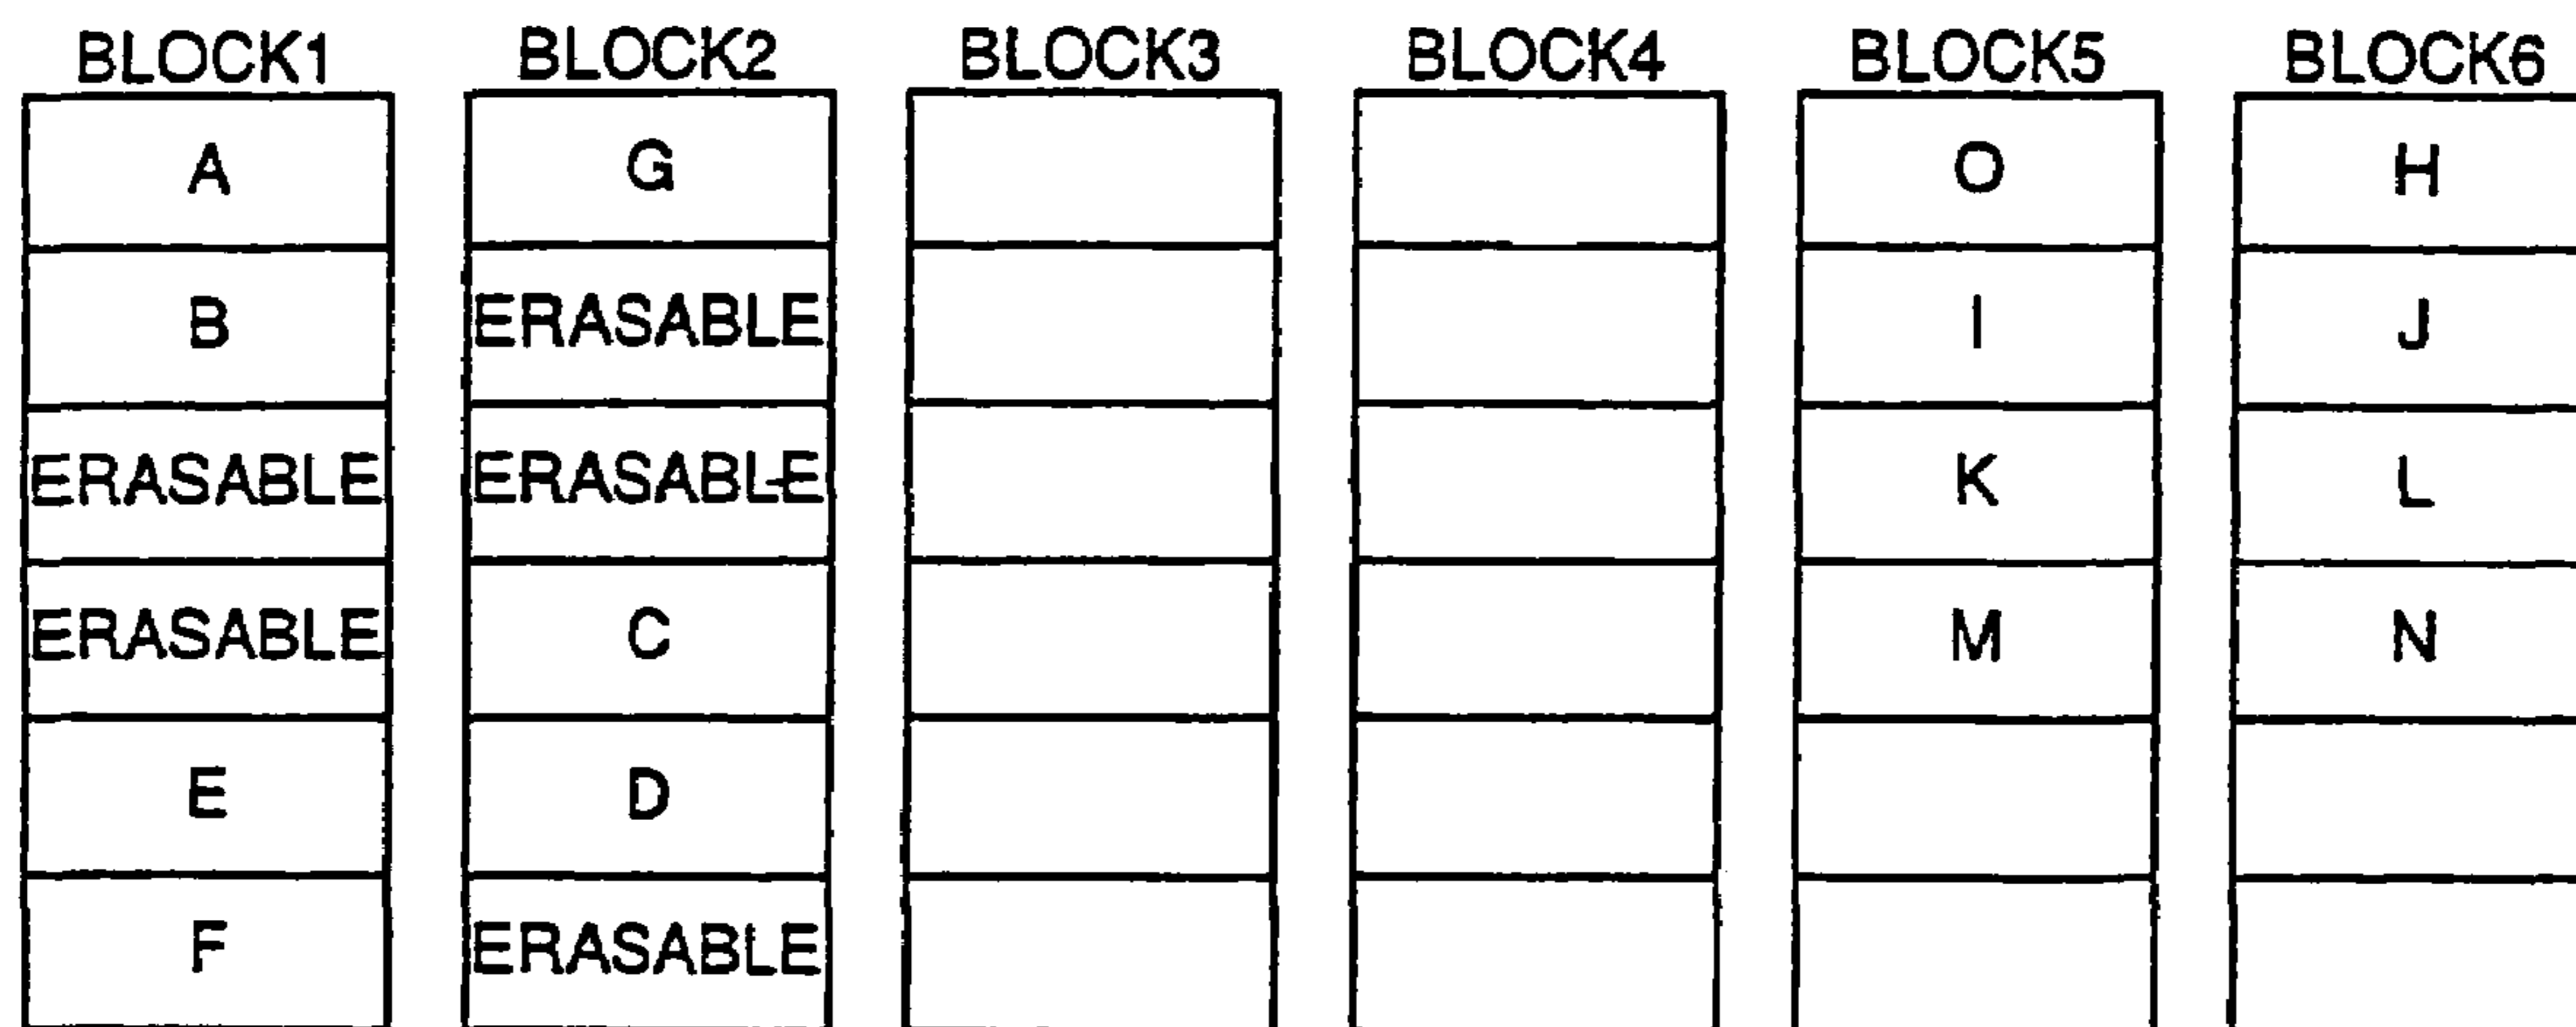 BLOCK1 BLOCK2 BLOCK3 BLOCK4 BLOCK5 BLOCK6
A G O H
B ERASABLE I J
ERASABLE ERASABLE K L
ERASABLE C M N
E D
F ERASABLE